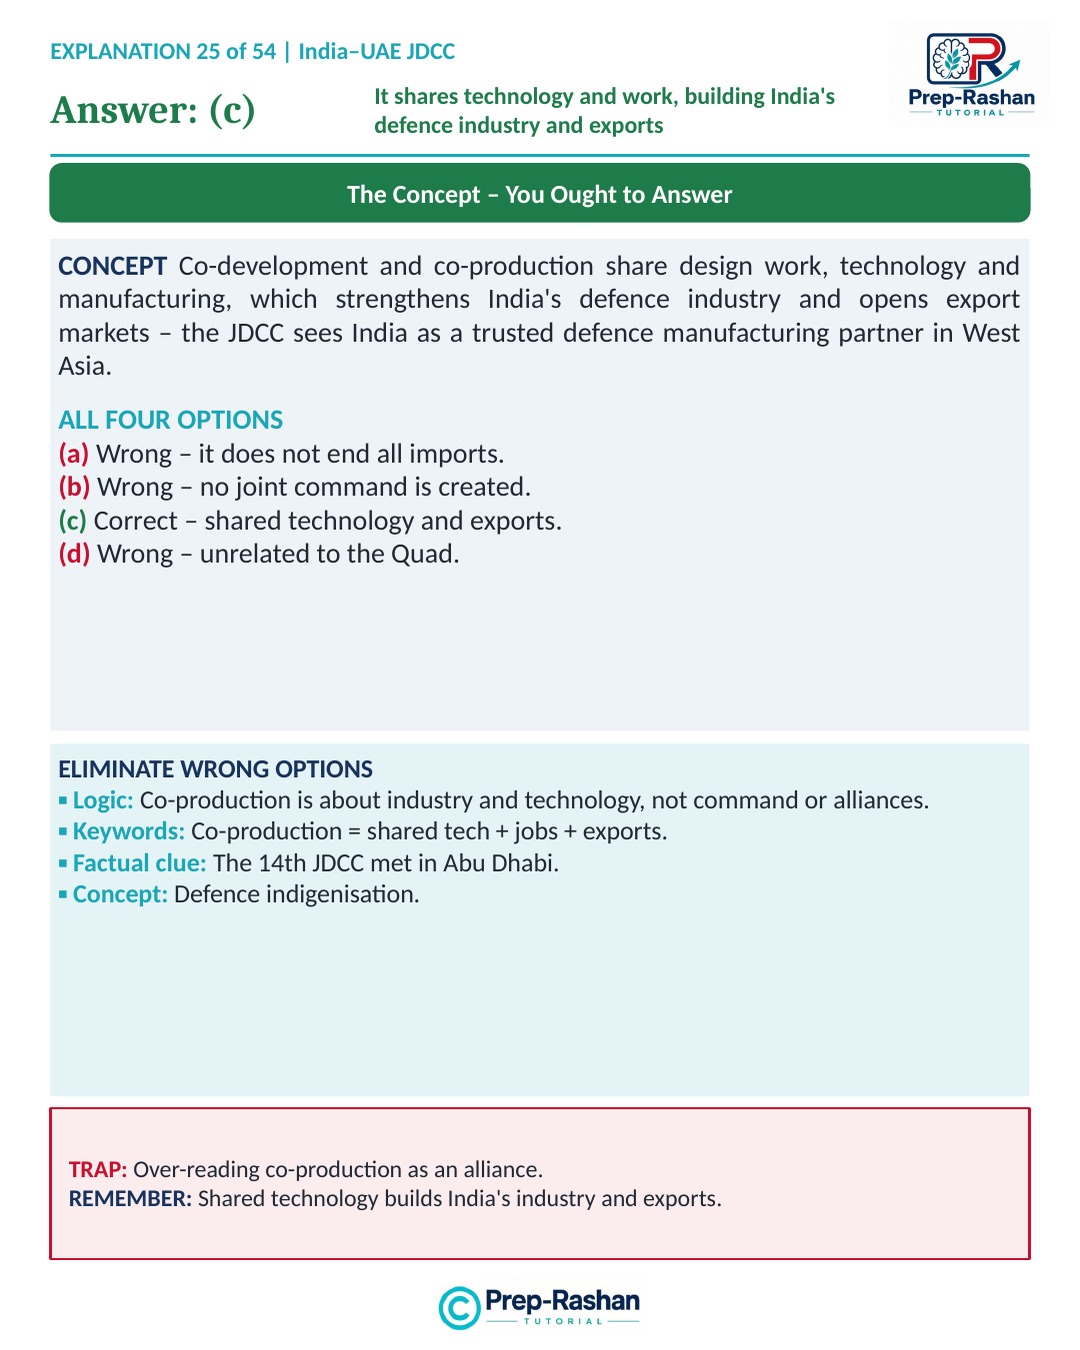 EXPLANATION 25 of 54 | India–UAE JDCC
Answer: (c)
It shares technology and work, building India's
defence industry and exports
Prep-Rashan
TUTORIAL
The Concept – You Ought to Answer
CONCEPT Co-development and co-production share design work, technology and
manufacturing, which strengthens India's defence industry and opens export
markets – the JDCC sees India as a trusted defence manufacturing partner in West
Asia.
ALL FOUR OPTIONS
(a) Wrong – it does not end all imports.
(b) Wrong – no joint command is created.
(c) Correct – shared technology and exports.
(d) Wrong – unrelated to the Quad.
ELIMINATE WRONG OPTIONS
▪ Logic: Co-production is about industry and technology, not command or alliances.
▪ Keywords: Co-production = shared tech + jobs + exports.
▪ Factual clue: The 14th JDCC met in Abu Dhabi.
▪ Concept: Defence indigenisation.
TRAP: Over-reading co-production as an alliance.
REMEMBER: Shared technology builds India's industry and exports.
© Prep-Rashan
TUTORIAL